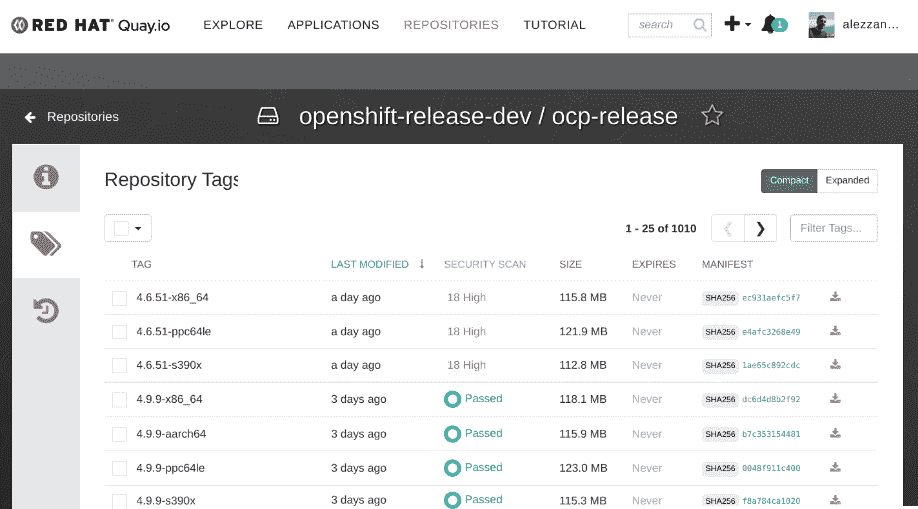 RED HAT Quay.io EXPLORE APPLICATIONS REPOSITORIES TUTORIAL search 1 alezzan...
Repositories openshift-release-dev / ocp-release
Repository Tags Compact Expanded
1 - 25 of 1010 Filter Tags...
TAG LAST MODIFIED ↓ SECURITY SCAN SIZE EXPIRES MANIFEST
4.6.51-x86_64 a day ago 18 High 115.8 MB Never SHA256 ec931aefc5f7
4.6.51-ppc64le a day ago 18 High 121.9 MB Never SHA256 e4afc3268e49
4.6.51-s390x a day ago 18 High 112.8 MB Never SHA256 1ae65c892cdc
4.9.9-x86_64 3 days ago Passed 118.1 MB Never SHA256 dc6d4d8b2f92
4.9.9-aarch64 3 days ago Passed 115.9 MB Never SHA256 b7c353154481
4.9.9-ppc64le 3 days ago Passed 123.0 MB Never SHA256 0048f911c400
4.9.9-s390x 3 days ago Passed 115.3 MB Never SHA256 f8a784ca1020